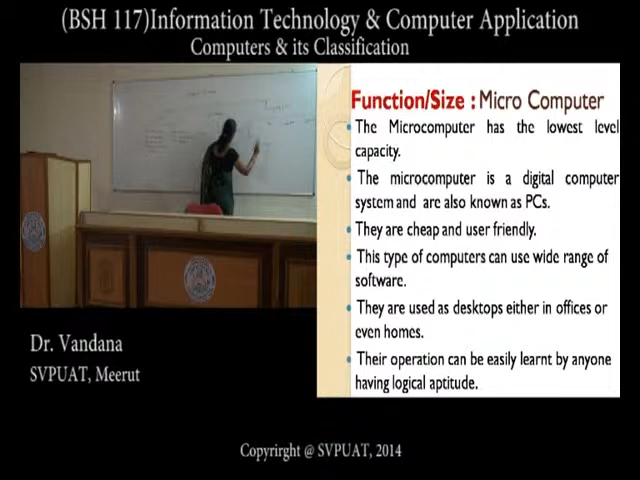 (BSH 117)Information Technology & Computer Application
Computers & its Classification
Function/Size : Micro Computer
The Microcomputer has the lowest level
capacity.
The microcomputer is a digital computer
system and are also known as PCs.
They are cheap and user friendly.
This type of computers can use wide range of
software.
They are used as desktops either in offices or
even homes.
Their operation can be easily learnt by anyone
having logical aptitude.
Dr. Vandana
SVPUAT, Meerut
Copyrirght @ SVPUAT, 2014